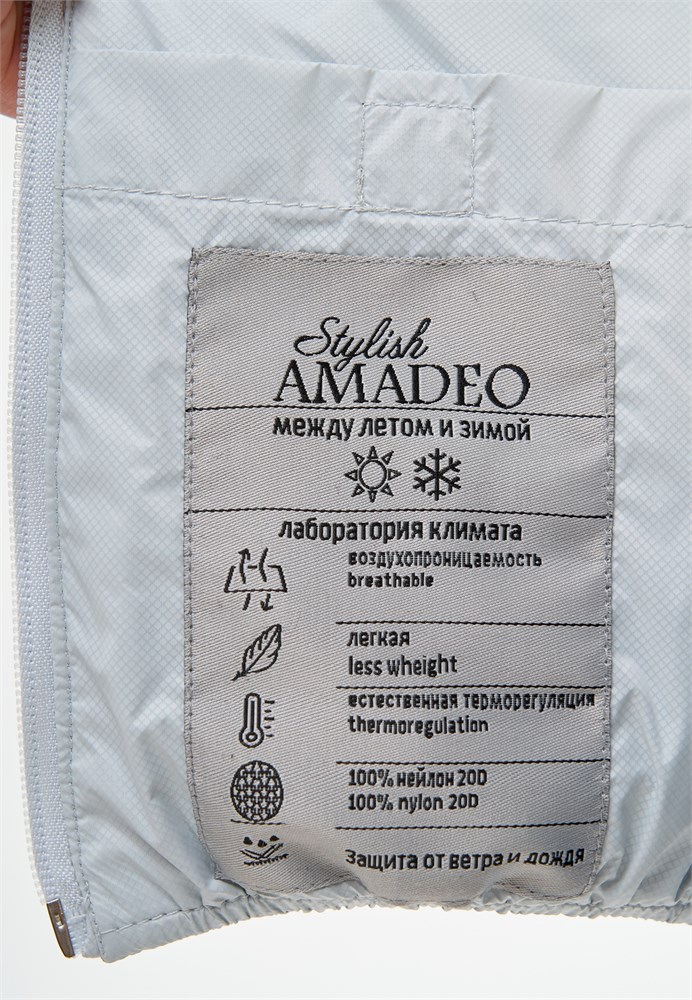 Stylish
AMADEO
между летом и зимой
лаборатория климата
воздухопроницаемость
breathable
легкая
less wheight
естественная терморегуляция
thermoregulation
100% нейлон 20D
100% nylon 20D
Защита от ветра и дождя